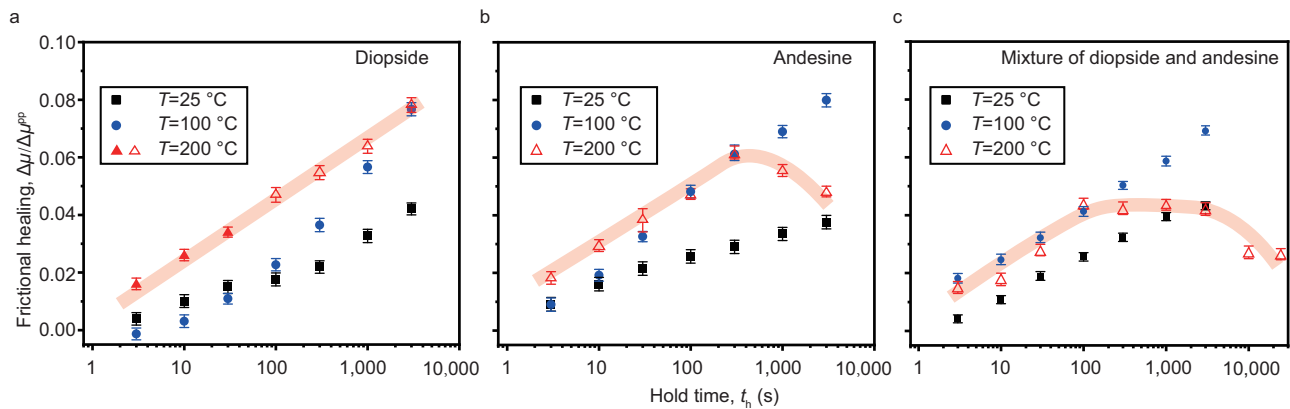 a
Diopside
T=25 °C
T=100 °C
T=200 °C
0.10
0.08
0.06
0.04
0.02
0.00
Frictional healing, Δμ/Δμᵖᵖ
1 10 100 1,000 10,000
b
Andesine
T=25 °C
T=100 °C
T=200 °C
1 10 100 1,000 10,000
Hold time, tₕ (s)
c
Mixture of diopside and andesine
T=25 °C
T=100 °C
T=200 °C
1 10 100 1,000 10,000